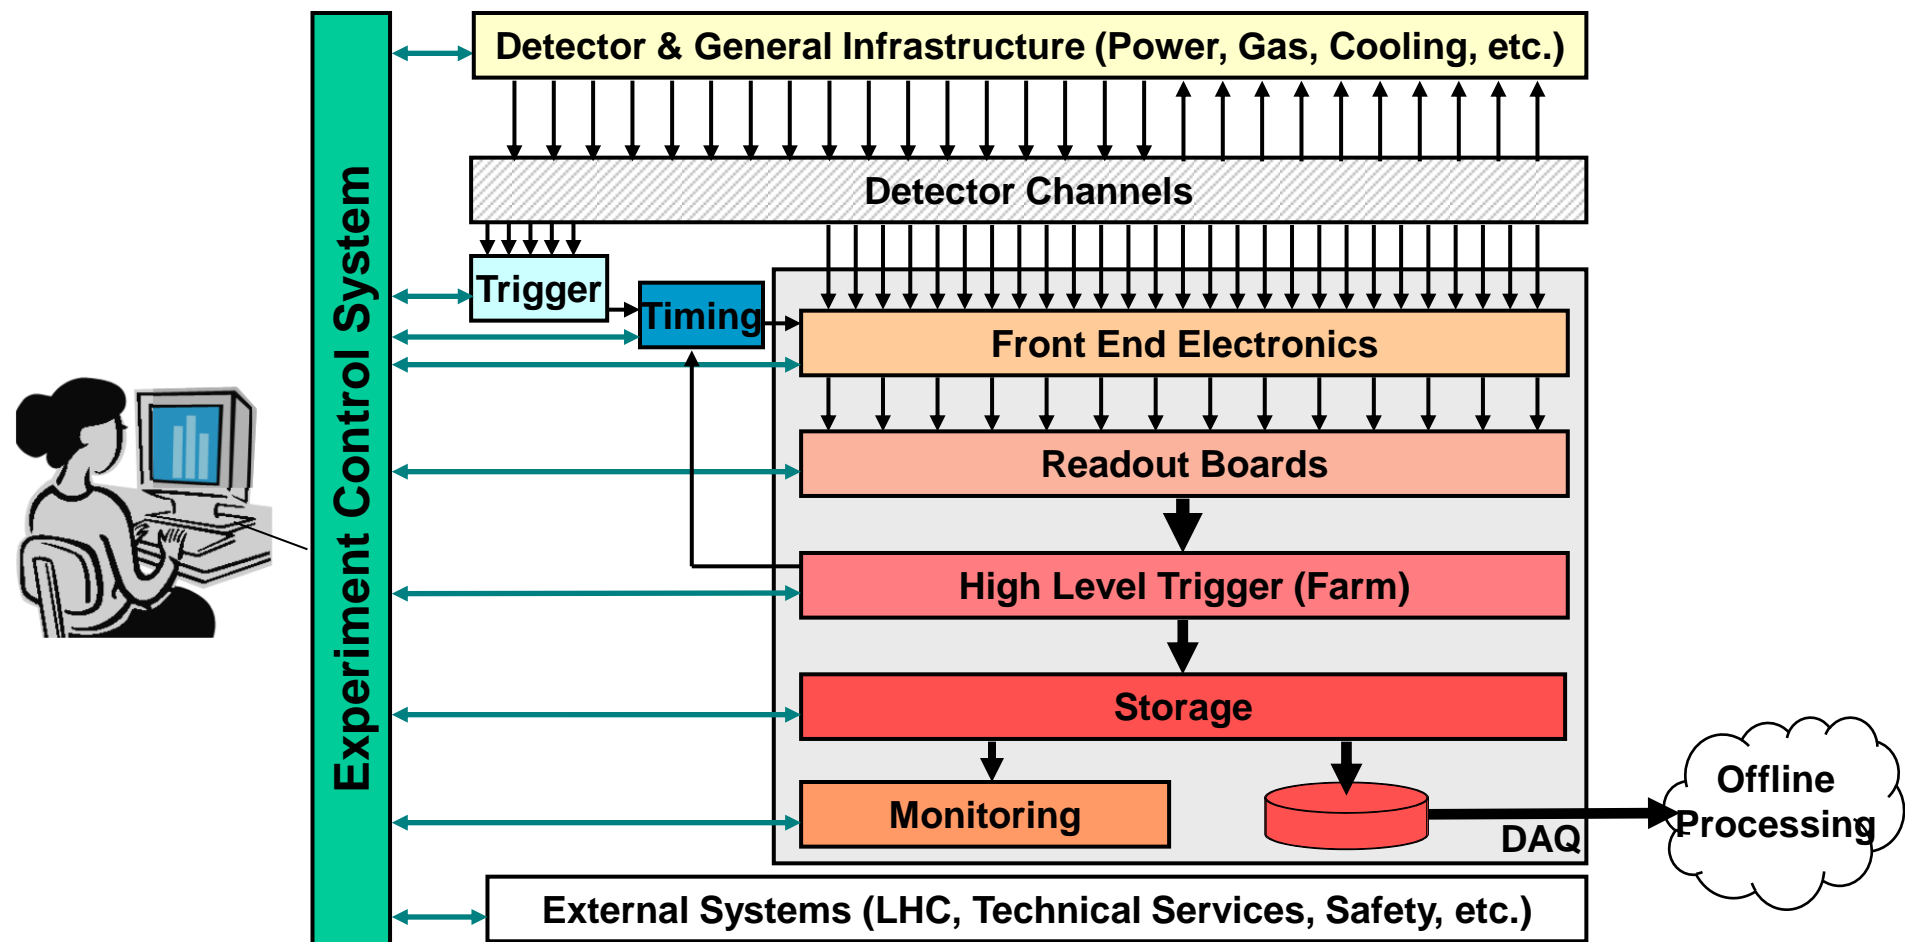 Detector & General Infrastructure (Power, Gas, Cooling, etc.)
Detector Channels
Experiment Control System
Trigger
Timing
Front End Electronics
Readout Boards
High Level Trigger (Farm)
Storage
Monitoring
DAQ
Offline
Processing
External Systems (LHC, Technical Services, Safety, etc.)